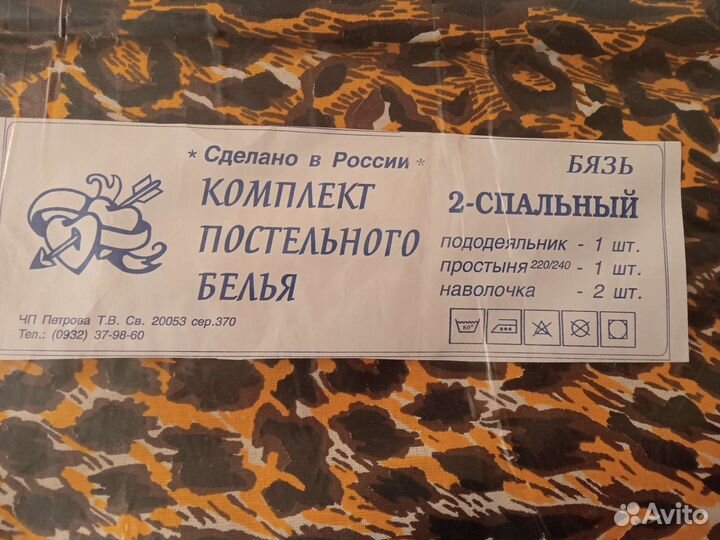 * Сделано в России *
КОМПЛЕКТ
ПОСТЕЛЬНОГО
БЕЛЬЯ
ЧП Петрова Т.В. Св. 20053 сер.370
Тел.: (0932) 37-98-60
БЯЗЬ
2-СПАЛЬНЫЙ
пододеяльник - 1 шт.
простыня 220/240 - 1 шт.
наволочка - 2 шт.
60°
Avito